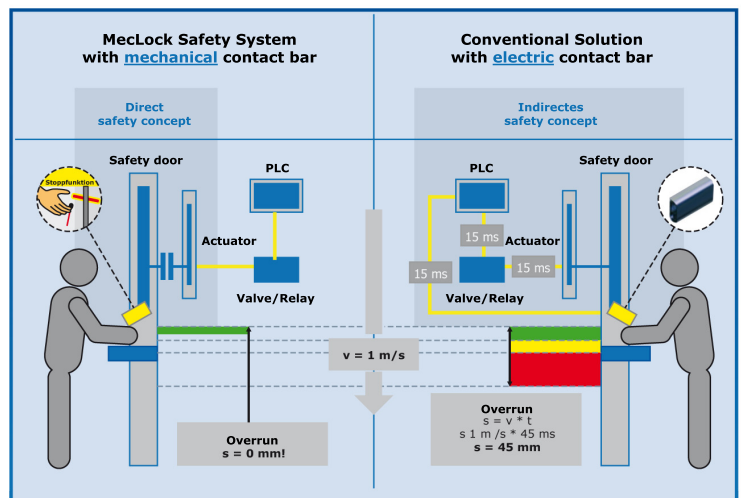 MecLock Safety System
with mechanical contact bar
Conventional Solution
with electric contact bar
Direct
safety concept
Indirectes
safety concept
Safety door
PLC
Stoppfunktion
Actuator
Valve/Relay
PLC
Safety door
15 ms
Actuator
15 ms
15 ms
Valve/Relay
v = 1 m/s
Overrun
s = 0 mm!
Overrun
s = v * t
s 1 m /s * 45 ms
s = 45 mm